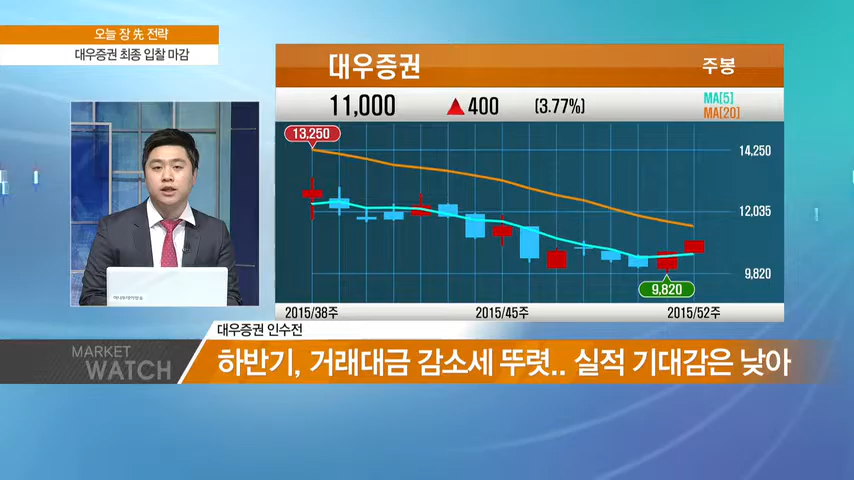 오늘 장 先 전략
대우증권 최종 입찰 마감
대우증권
주봉
11,000 ▲400 (3.77%)
MA[5]
MA[20]
13,250
14,250
12,035
9,820
9,820
2015/38주 2015/45주 2015/52주
대우증권 인수전
MARKET
WATCH
하반기, 거래대금 감소세 뚜렷.. 실적 기대감은 낮아